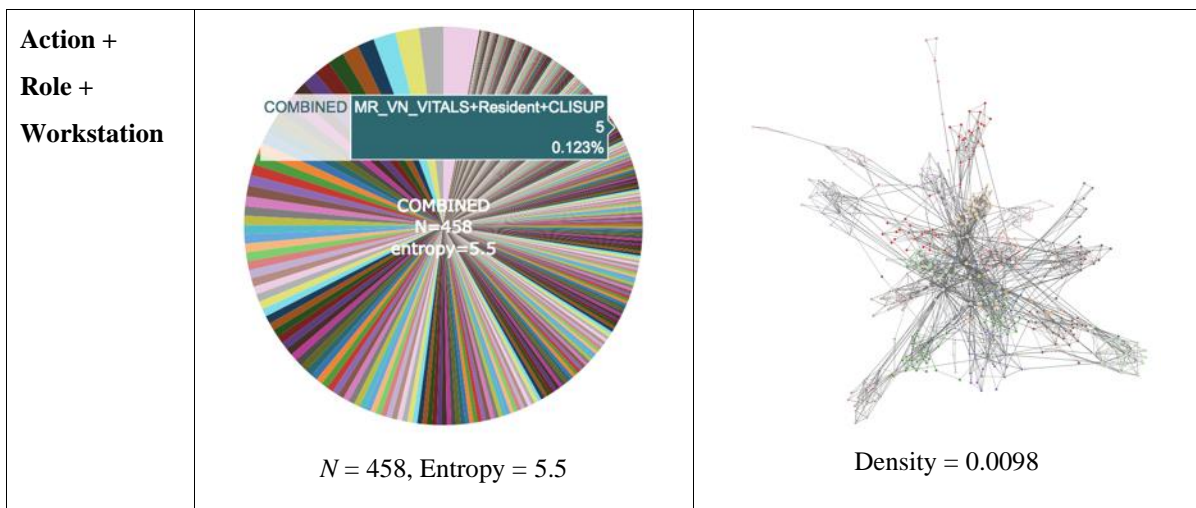 Action +
Role +
Workstation
COMBINED MR_VN_VITALS+Resident+CLISUP
5
0.123%
COMBINED
N=458
entropy=5.5
N = 458, Entropy = 5.5
Density = 0.0098